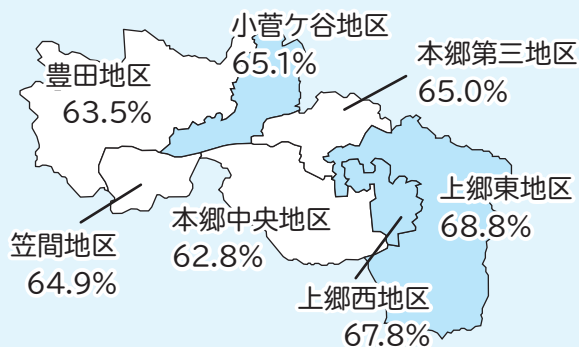 小菅ケ谷地区
65.1%
豊田地区
63.5%
本郷第三地区
65.0%
上郷東地区
68.8%
本郷中央地区
62.8%
笠間地区
64.9%
上郷西地区
67.8%